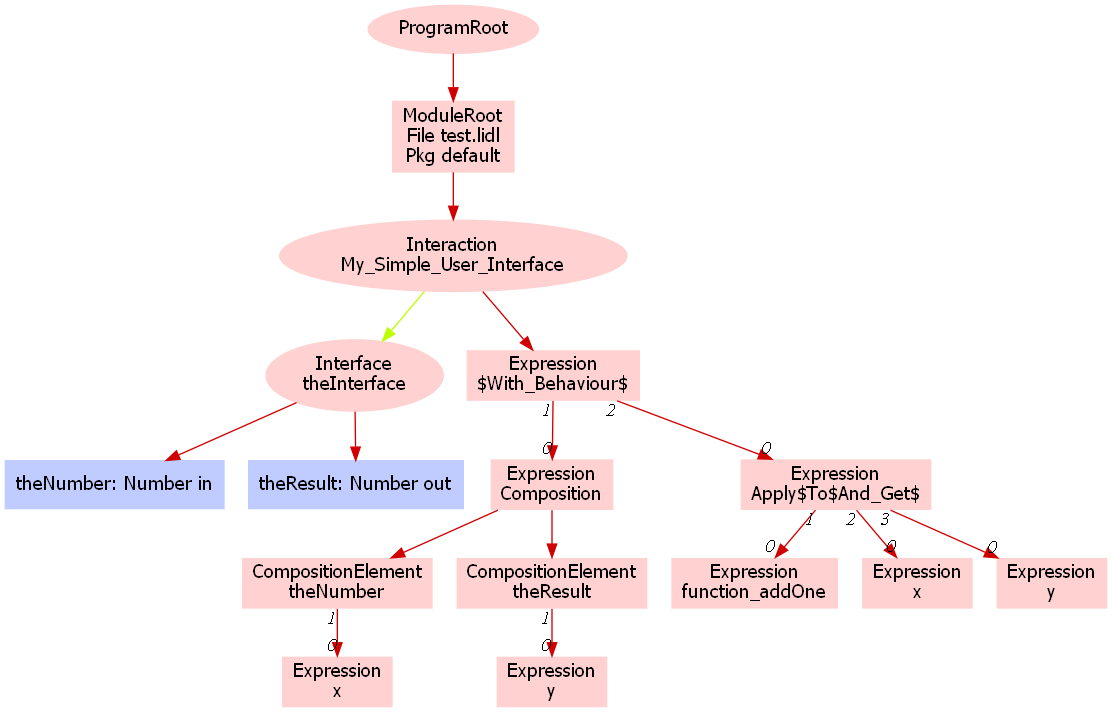 ProgramRoot
ModuleRoot
File test.lidl
Pkg default
Interaction
My_Simple_User_Interface
Interface
theInterface
Expression
$With_Behaviour$
1
2
theNumber: Number in
theResult: Number out
0
0
Expression
Composition
Expression
Apply$To$And_Get$
1
2
3
0
0
0
CompositionElement
theNumber
CompositionElement
theResult
Expression
function_addOne
Expression
x
Expression
y
1
1
0
0
Expression
x
Expression
y